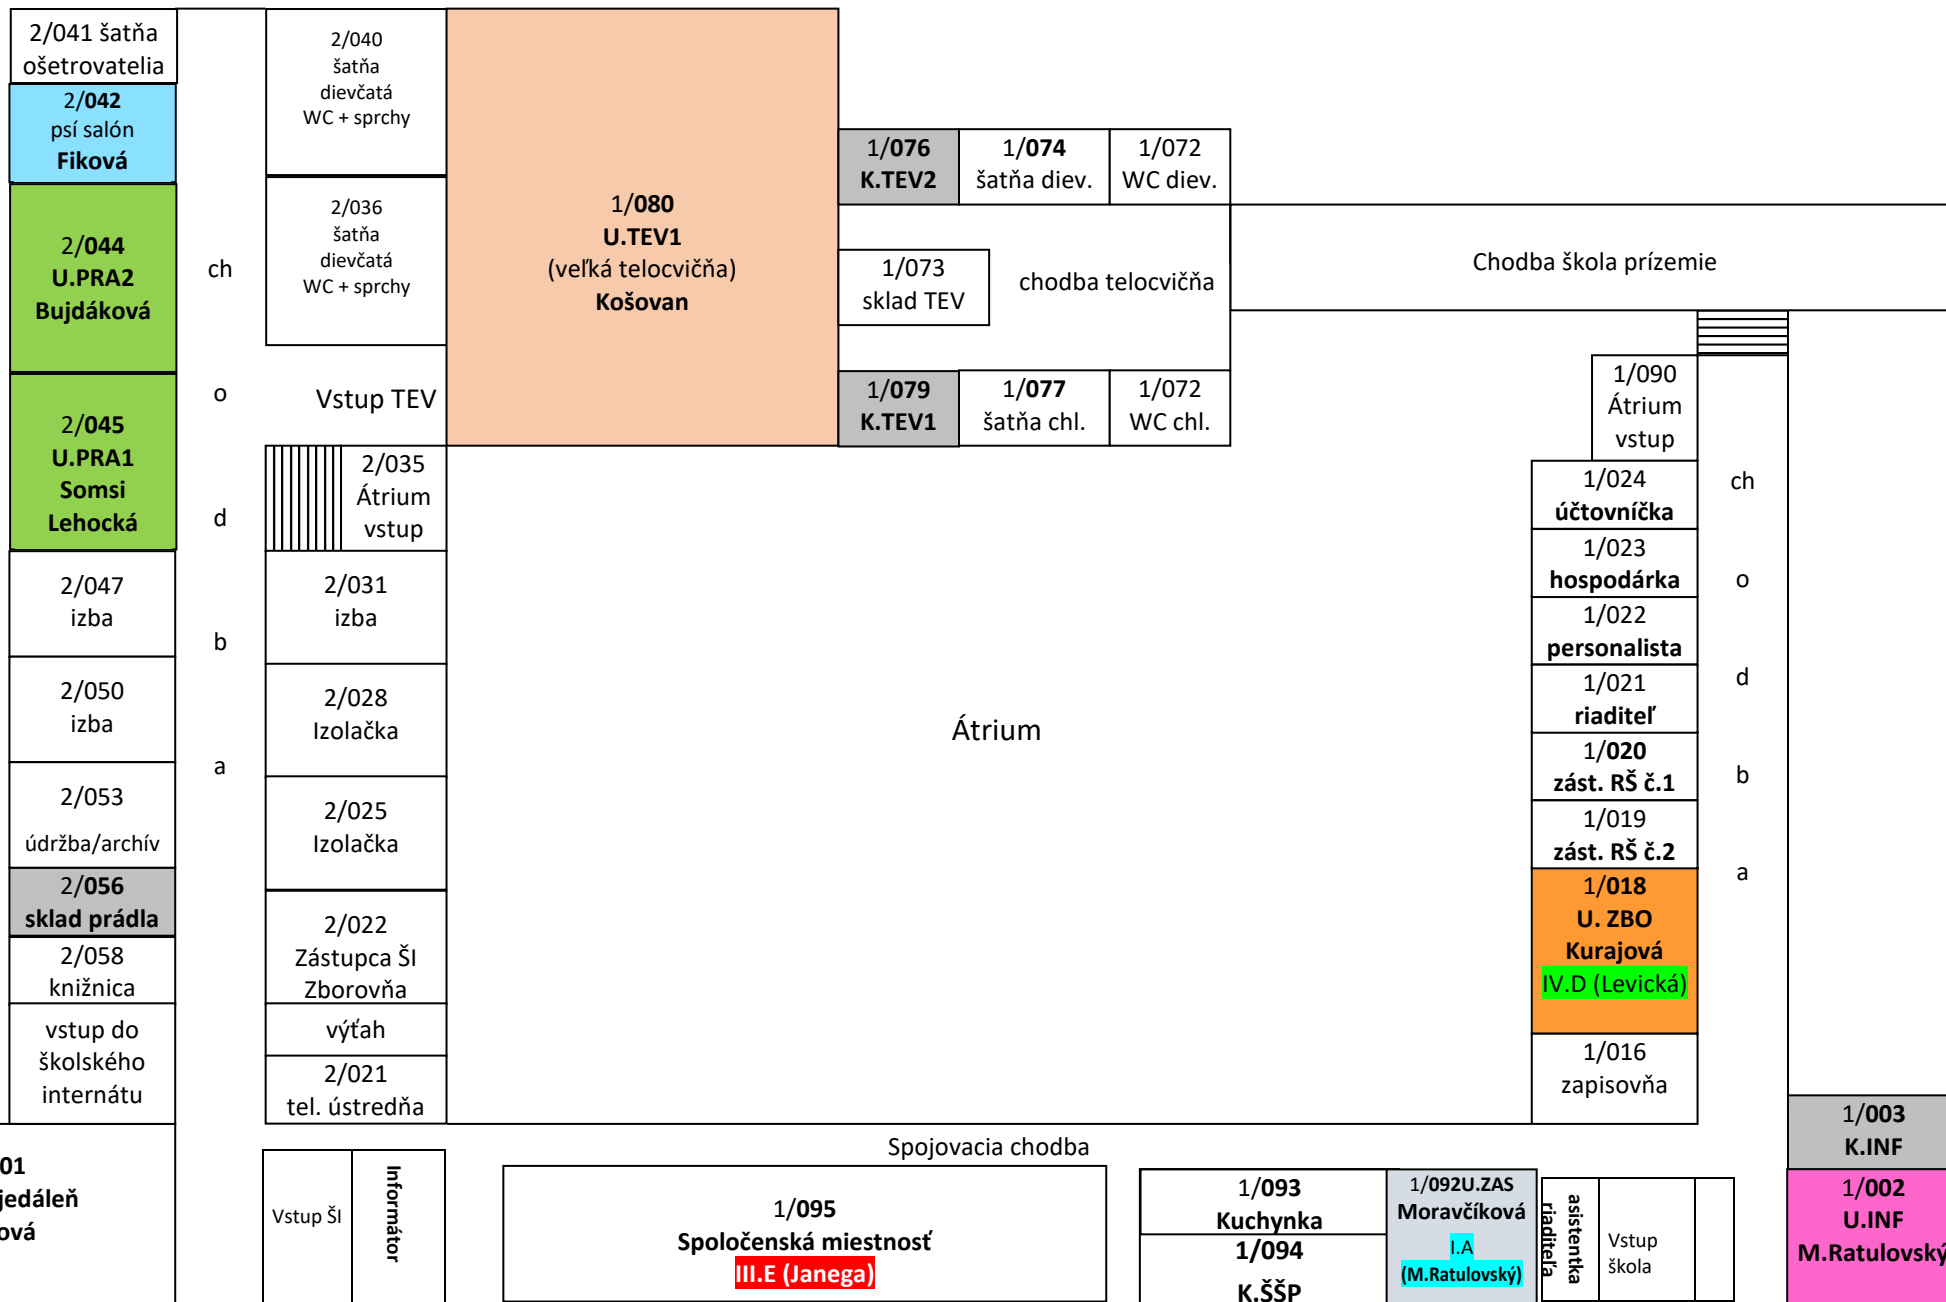 2/041 šatňa
ošetrovatelia
2/042
psí salón
Fiková
2/044
U.PRA2
Bujdáková
2/045
U.PRA1
Somsi
Lehocká
2/047
izba
2/050
izba
2/053
údržba/archív
2/056
sklad prádla
2/058
knižnica
vstup do
školského
internátu
01
jedáleň
ová
ch
o
d
b
a
2/040
šatňa
dievčatá
WC + sprchy
2/036
šatňa
dievčatá
WC + sprchy
Vstup TEV
2/035
Átrium
vstup
2/031
izba
2/028
Izolačka
2/025
Izolačka
2/022
Zástupca ŠI
Zborovňa
výťah
2/021
tel. ústredňa
Vstup ŠI
Informátor
1/080
U.TEV1
(veľká telocvičňa)
Košovan
1/076
K.TEV2
1/074
šatňa diev.
1/072
WC diev.
1/073
sklad TEV
chodba telocvičňa
1/079
K.TEV1
1/077
šatňa chl.
1/072
WC chl.
Chodba škola prízemie
Átrium
1/090
Átrium
vstup
1/024
účtovníčka
1/023
hospodárka
1/022
personalista
1/021
riaditeľ
1/020
zást. RŠ č.1
1/019
zást. RŠ č.2
1/018
U. ZBO
Kurajová
IV.D (Levická)
1/016
zapisovňa
ch
o
d
b
a
Spojovacia chodba
1/095
Spoločenská miestnosť
III.E (Janega)
1/093
Kuchynka
1/094
K.ŠŠP
1/092U.ZAS
Moravčíková
I.A
(M.Ratulovský)
asistentka
riaditeľa
Vstup
škola
1/003
K.INF
1/002
U.INF
M.Ratulovský